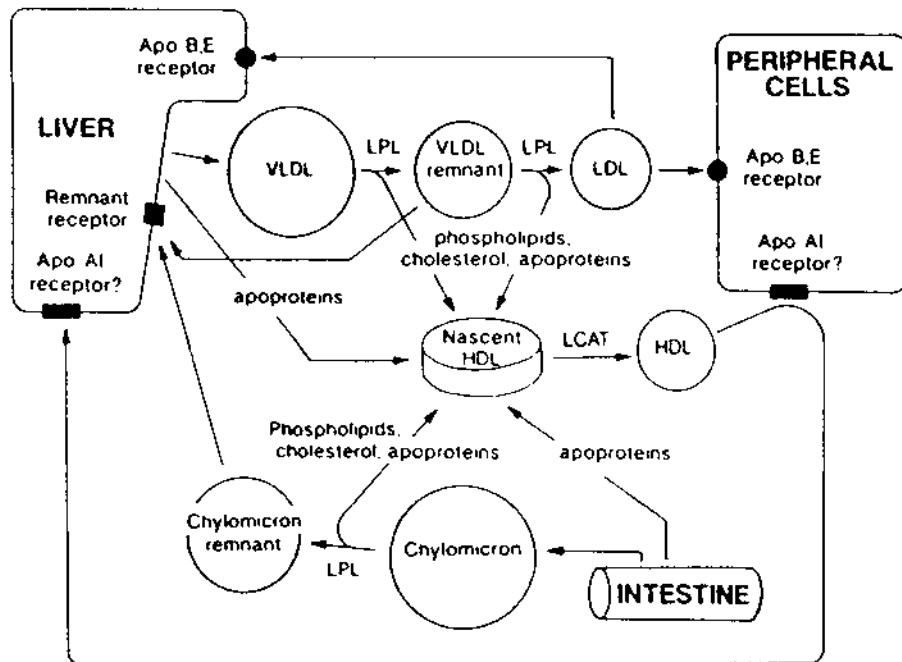 Apo B,E
receptor
LIVER
Remnant
receptor
Apo AI
receptor?
VLDL
LPL
VLDL
remnant
LPL
LDL
PERIPHERAL
CELLS
Apo B,E
receptor
Apo AI
receptor?
phospholipids,
cholesterol, apoproteins
apoproteins
Nascent
HDL
LCAT
HDL
Phospholipids,
cholesterol, apoproteins
apoproteins
Chylomicron
remnant
LPL
Chylomicron
INTESTINE